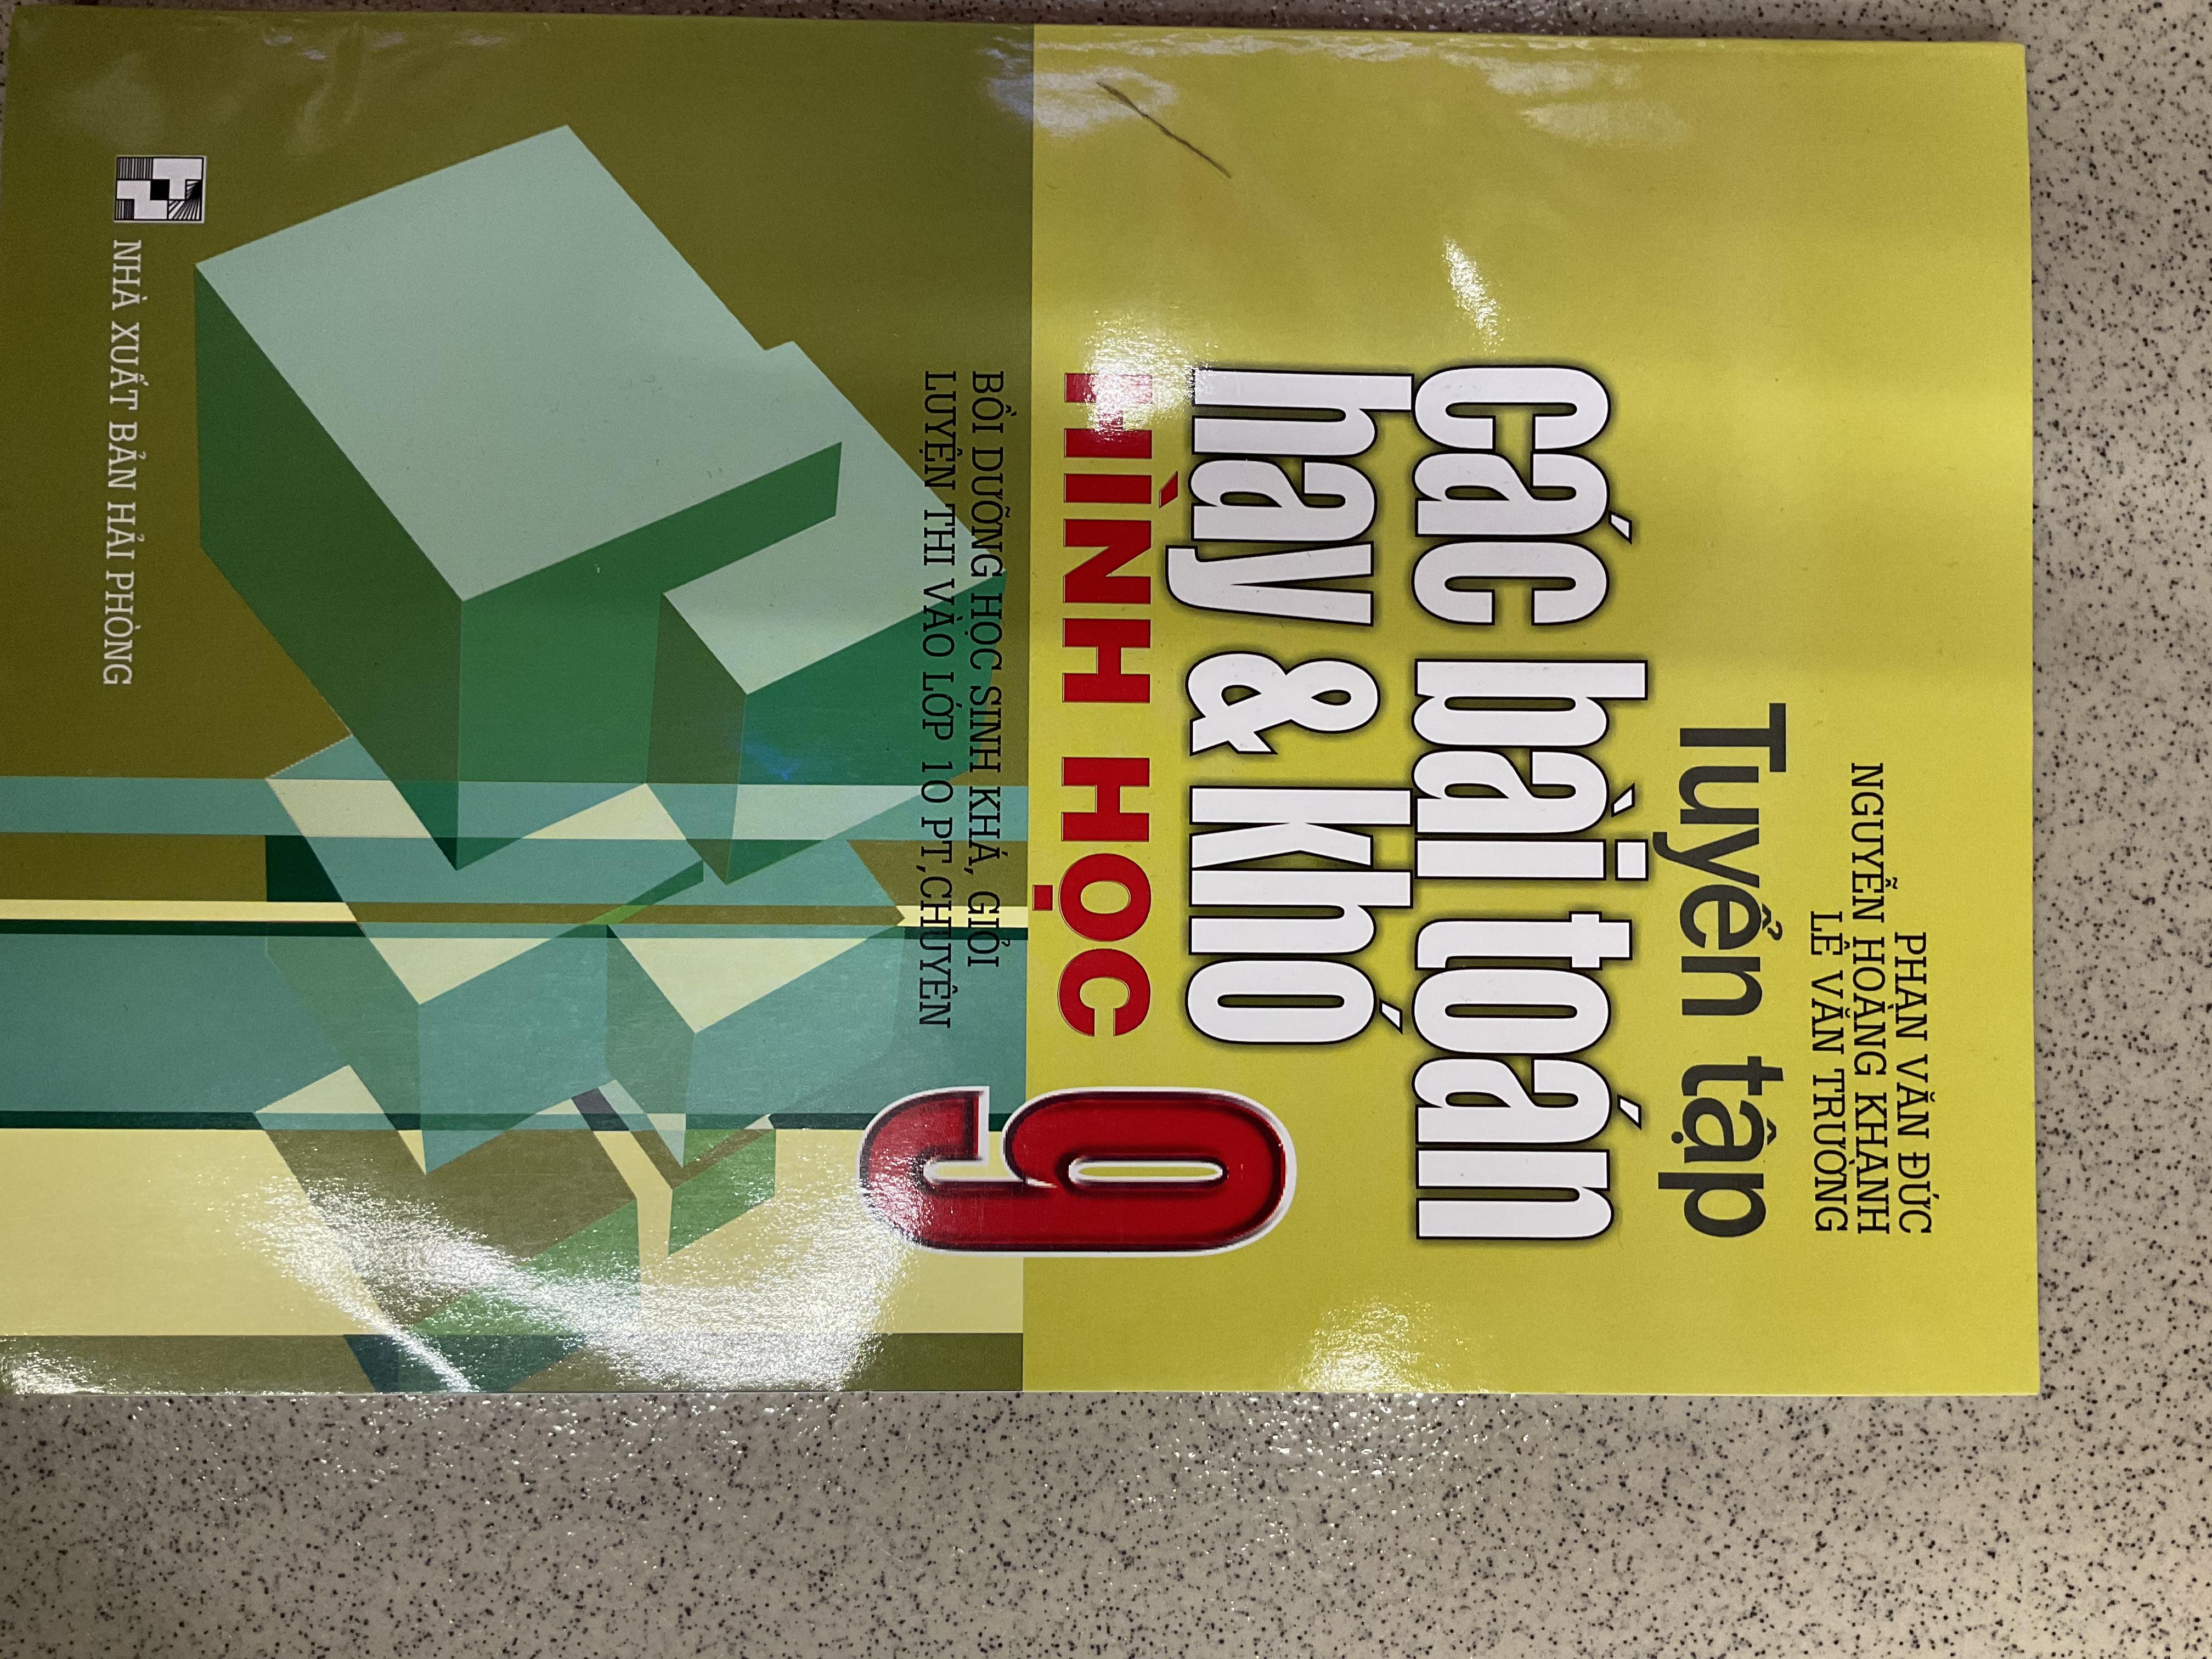 PHAN VĂN ĐỨC
NGUYỄN HOÀNG KHANH
LÊ VĂN TRƯỜNG
Tuyển tập
các bài toán
hay & khó
HÌNH HỌC 9
BỒI DƯỠNG HỌC SINH KHÁ, GIỎI
LUYỆN THI VÀO LỚP 10 PT,CHUYÊN
NHÀ XUẤT BẢN HẢI PHÒNG